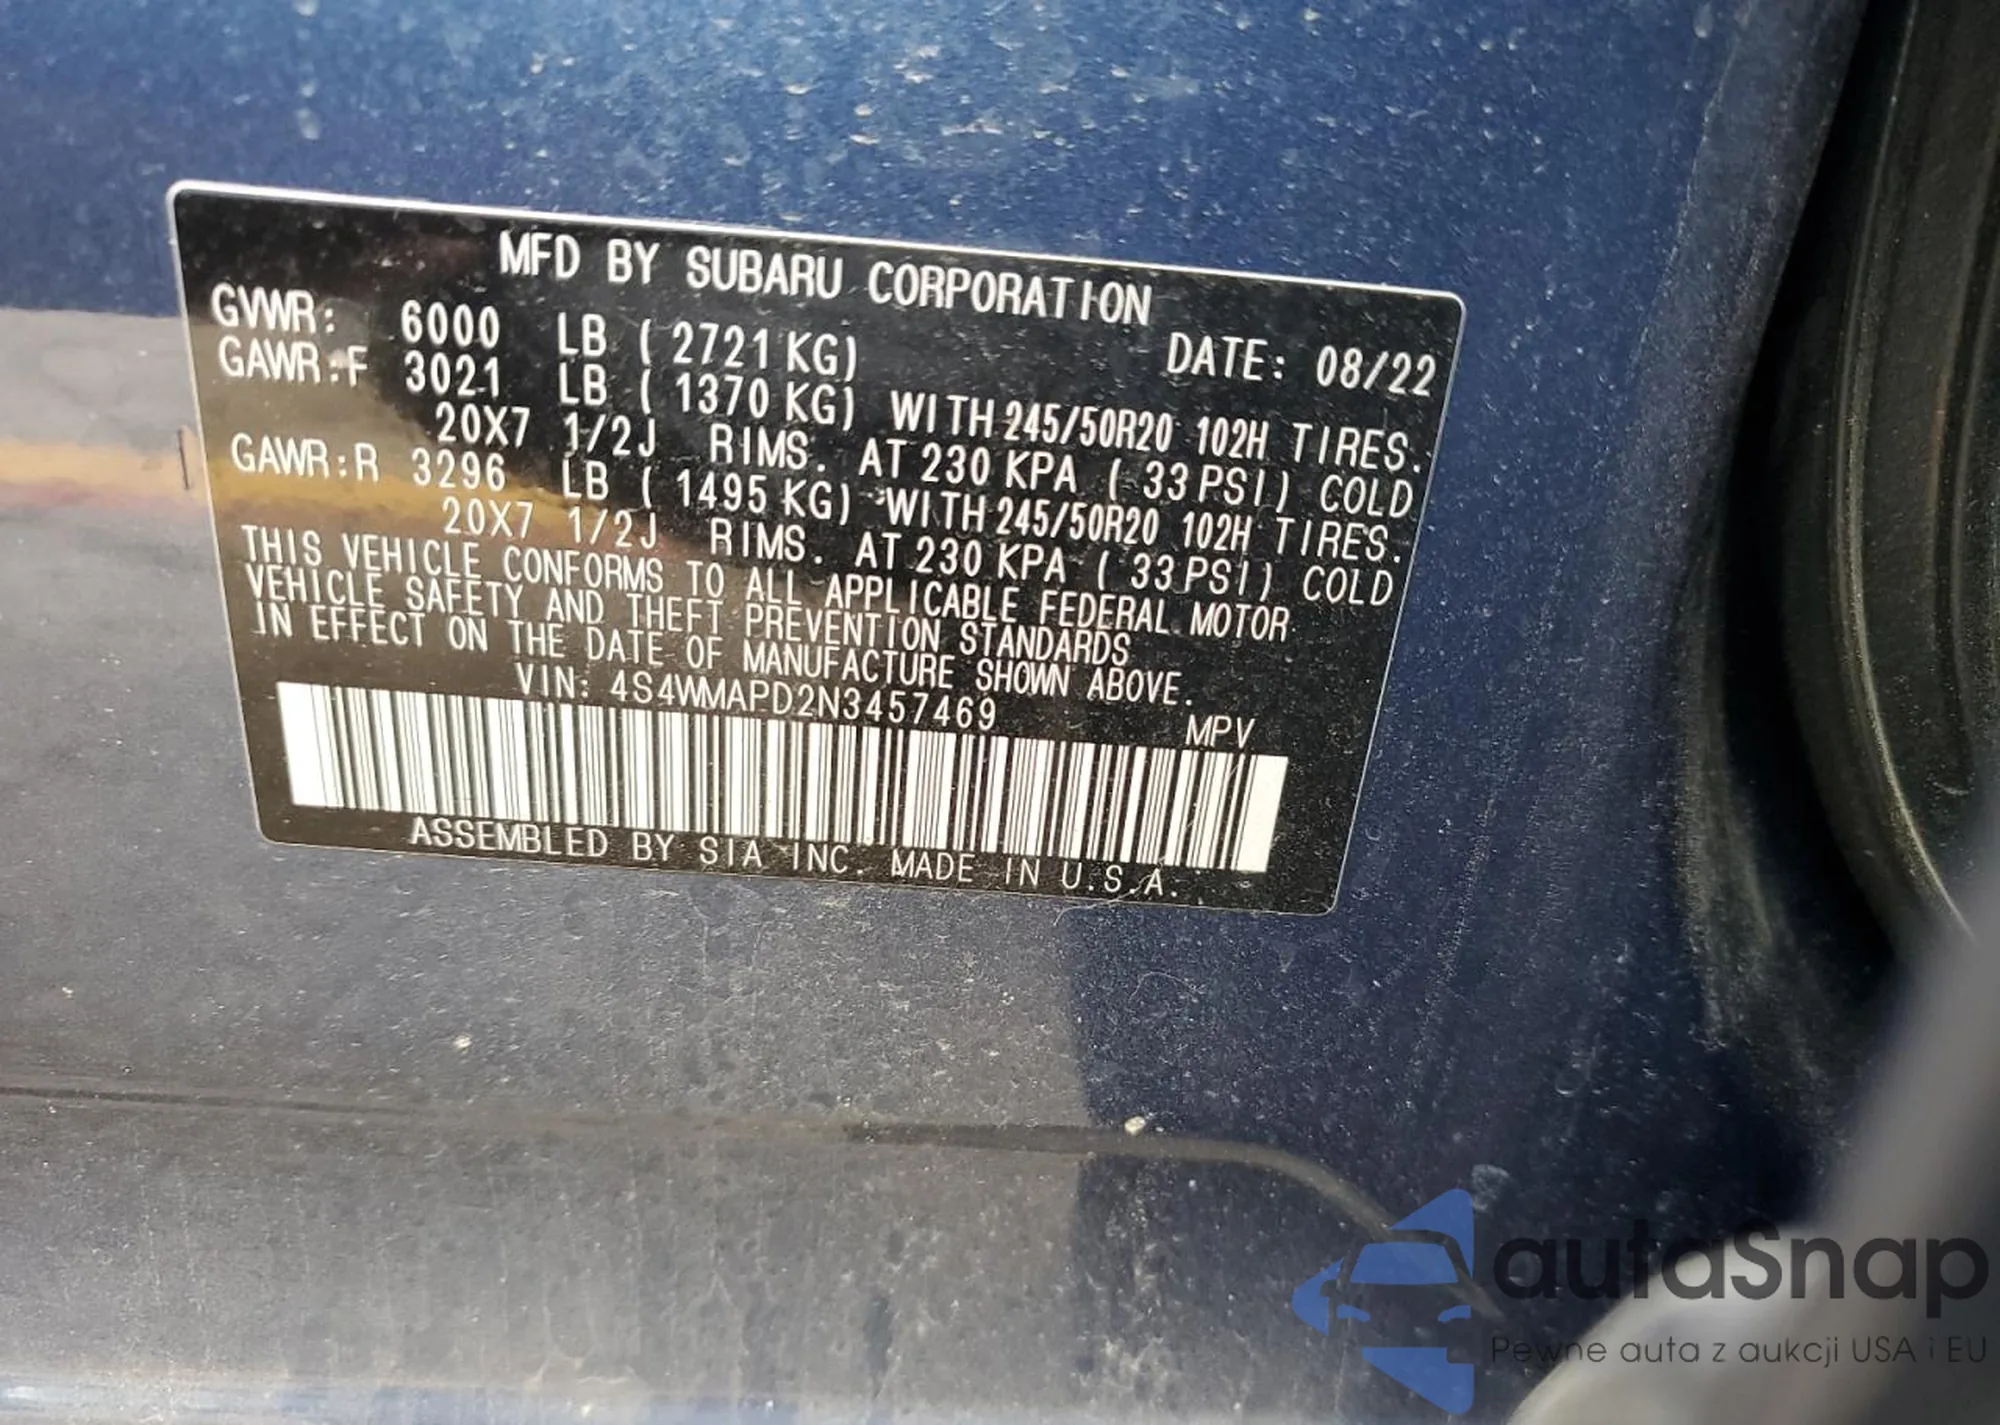 MFD BY SUBARU CORPORATION
GVWR: 6000 LB ( 2721 KG) DATE: 08/22
GAWR:F 3021 LB ( 1370 KG) WITH 245/50R20 102H TIRES.
20X7 1/2J RIMS. AT 230 KPA ( 33 PSI) COLD
GAWR:R 3296 LB ( 1495 KG) WITH 245/50R20 102H TIRES.
20X7 1/2J RIMS. AT 230 KPA ( 33 PSI) COLD
THIS VEHICLE CONFORMS TO ALL APPLICABLE FEDERAL MOTOR
VEHICLE SAFETY AND THEFT PREVENTION STANDARDS
IN EFFECT ON THE DATE OF MANUFACTURE SHOWN ABOVE.
VIN: 4S4WMAPD2N3457469 MPV
ASSEMBLED BY SIA INC. MADE IN U.S.A.
autaSnap
Pewne auta z aukcji USA i EU